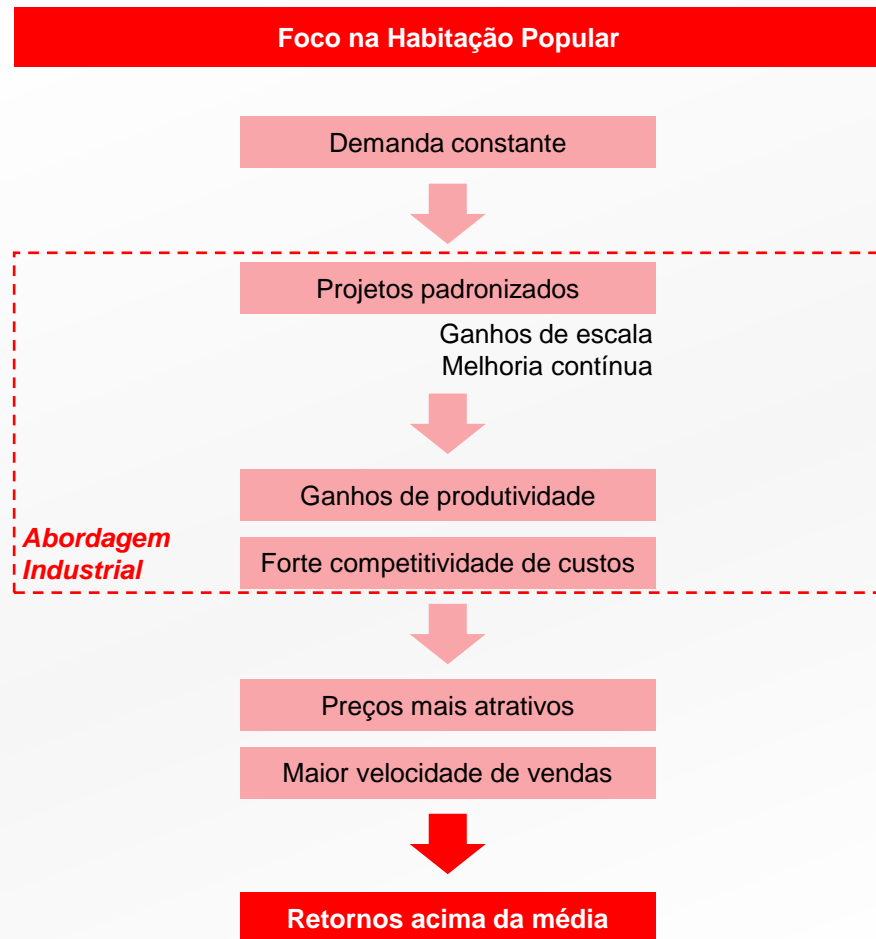 Foco na Habitação Popular
Demanda constante
Projetos padronizados
Ganhos de escala
Melhoria contínua
Ganhos de produtividade
Abordagem
Industrial
Forte competitividade de custos
Preços mais atrativos
Maior velocidade de vendas
Retornos acima da média